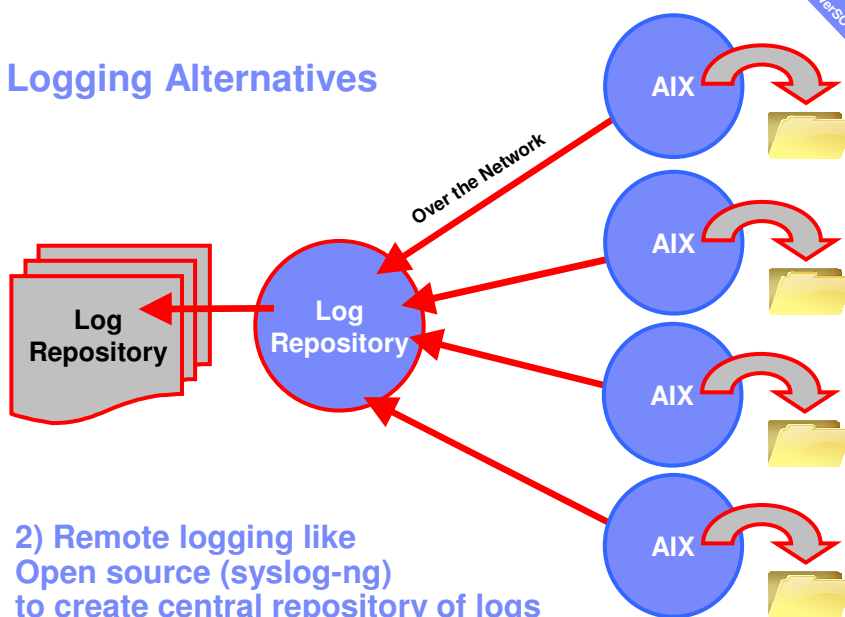 Logging Alternatives
AIX
Over the Network
AIX
Log
Repository
Log
Repository
AIX
AIX
2) Remote logging like
Open source (syslog-ng)
to create central repository of logs